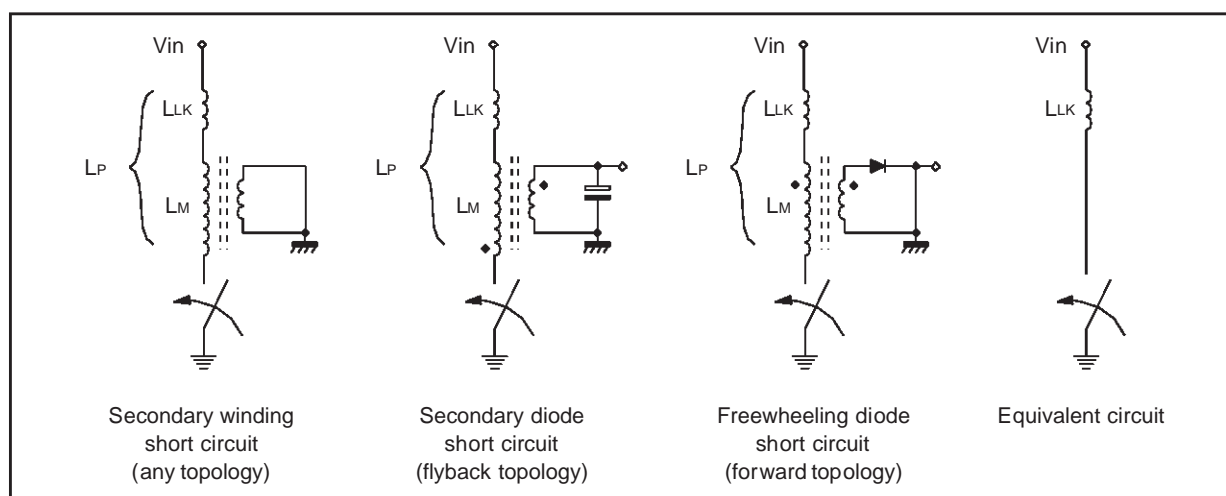 Vin
LLK
LP
LM
Secondary winding
short circuit
(any topology)
Vin
LLK
LP
LM
Secondary diode
short circuit
(flyback topology)
Vin
LLK
LP
LM
Freewheeling diode
short circuit
(forward topology)
Vin
LLK
Equivalent circuit